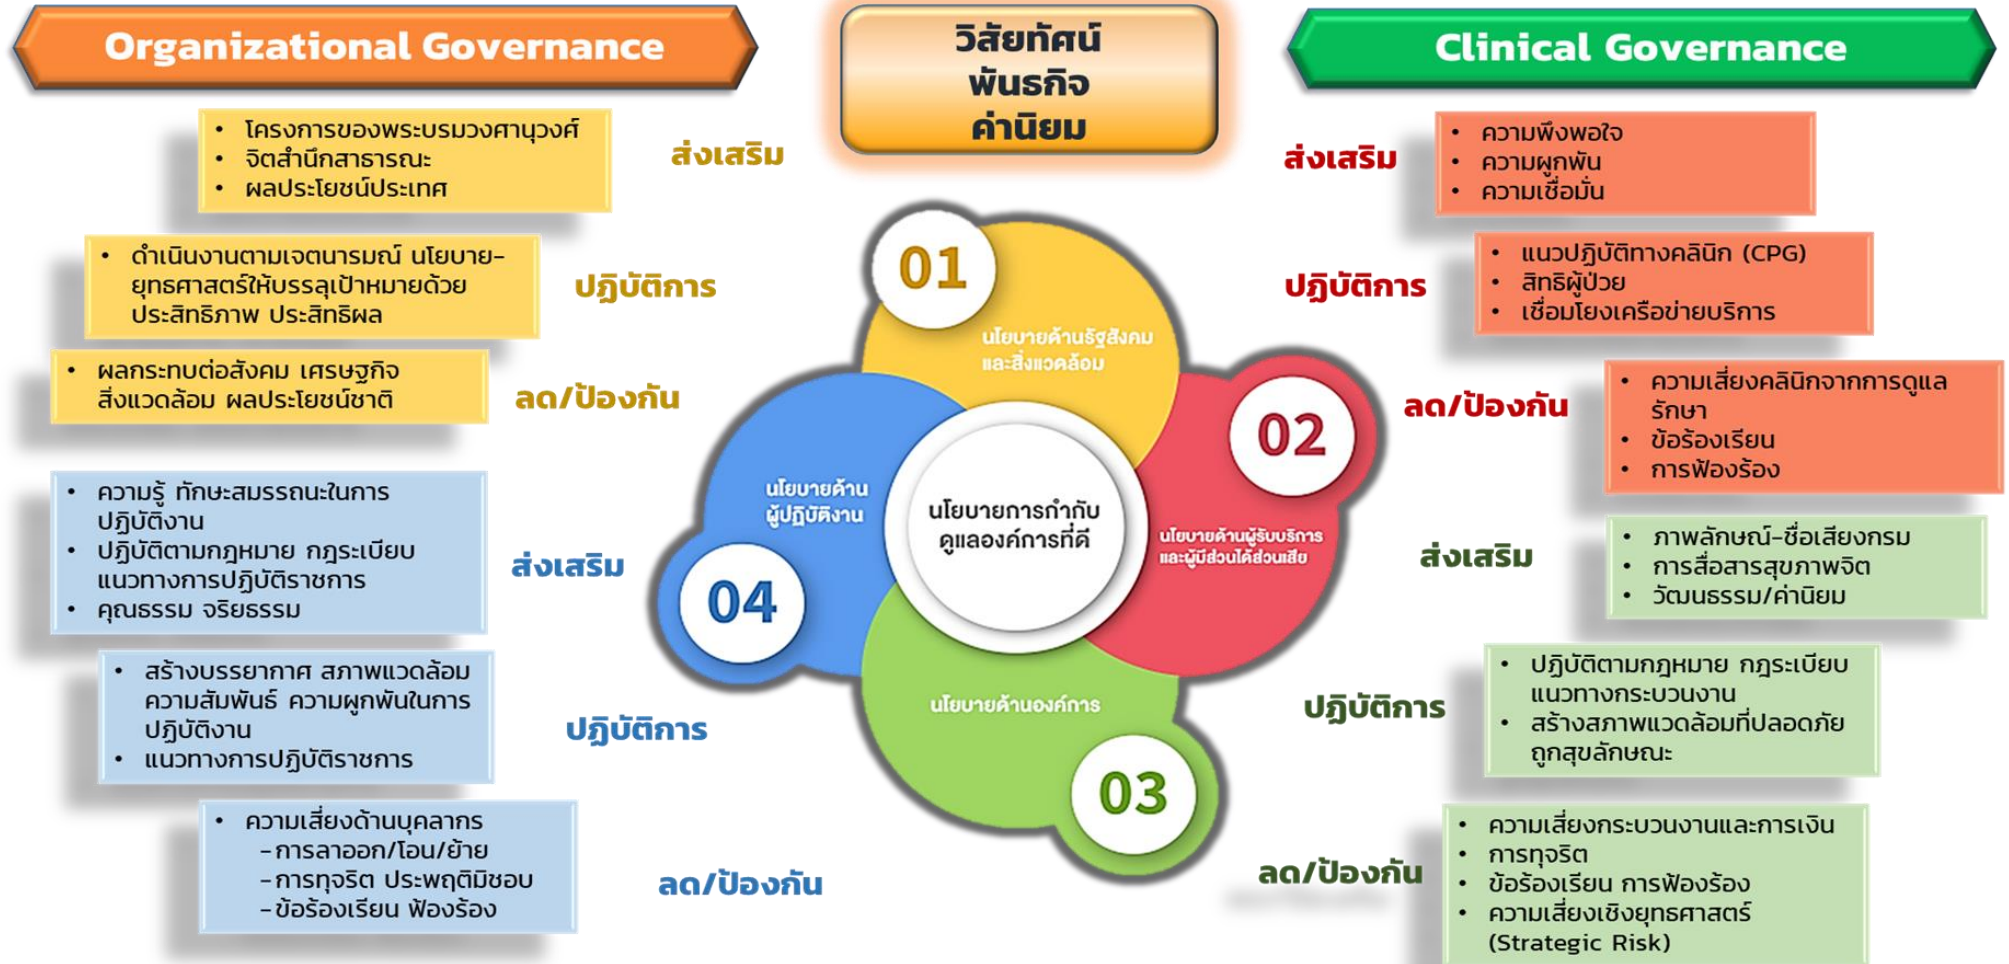 Organizational Governance
วิสัยทัศน์
พันธกิจ
ค่านิยม
Clinical Governance
• โครงการของพระบรมวงศานุวงศ์
• จิตสำนึกสาธารณะ
• ผลประโยชน์ประเทศ
ส่งเสริม
• ดำเนินงานตามเจตนารมณ์ นโยบาย-
ยุทธศาสตร์ให้บรรลุเป้าหมายด้วย
ประสิทธิภาพ ประสิทธิผล
ปฏิบัติการ
• ผลกระทบต่อสังคม เศรษฐกิจ
สิ่งแวดล้อม ผลประโยชน์ชาติ
ลด/ป้องกัน
• ความรู้ ทักษะสมรรถนะในการ
ปฏิบัติงาน
• ปฏิบัติตามกฎหมาย กฎระเบียบ
แนวทางการปฏิบัติราชการ
• คุณธรรม จริยธรรม
ส่งเสริม
• สร้างบรรยากาศ สภาพแวดล้อม
ความสัมพันธ์ ความผูกพันในการ
ปฏิบัติงาน
• แนวทางการปฏิบัติราชการ
ปฏิบัติการ
• ความเสี่ยงด้านบุคลากร
-การลาออก/โอน/ย้าย
-การทุจริต ประพฤติมิชอบ
-ข้อร้องเรียน ฟ้องร้อง
ลด/ป้องกัน
01
นโยบายด้านรัฐสังคม
และสิ่งแวดล้อม
02
นโยบายด้านผู้รับบริการ
และผู้มีส่วนได้ส่วนเสีย
03
นโยบายด้านองค์การ
04
นโยบายด้าน
ผู้ปฏิบัติงาน
นโยบายการกำกับ
ดูแลองค์การที่ดี
ส่งเสริม
• ความพึงพอใจ
• ความผูกพัน
• ความเชื่อมั่น
ปฏิบัติการ
• แนวปฏิบัติทางคลินิก (CPG)
• สิทธิผู้ป่วย
• เชื่อมโยงเครือข่ายบริการ
ลด/ป้องกัน
• ความเสี่ยงคลินิกจากการดูแล
รักษา
• ข้อร้องเรียน
• การฟ้องร้อง
ส่งเสริม
• ภาพลักษณ์-ชื่อเสียงกรม
• การสื่อสารสุขภาพจิต
• วัฒนธรรม/ค่านิยม
ปฏิบัติการ
• ปฏิบัติตามกฎหมาย กฎระเบียบ
แนวทางกระบวนงาน
• สร้างสภาพแวดล้อมที่ปลอดภัย
ถูกสุขลักษณะ
ลด/ป้องกัน
• ความเสี่ยงกระบวนงานและการเงิน
• การทุจริต
• ข้อร้องเรียน การฟ้องร้อง
• ความเสี่ยงเชิงยุทธศาสตร์
(Strategic Risk)